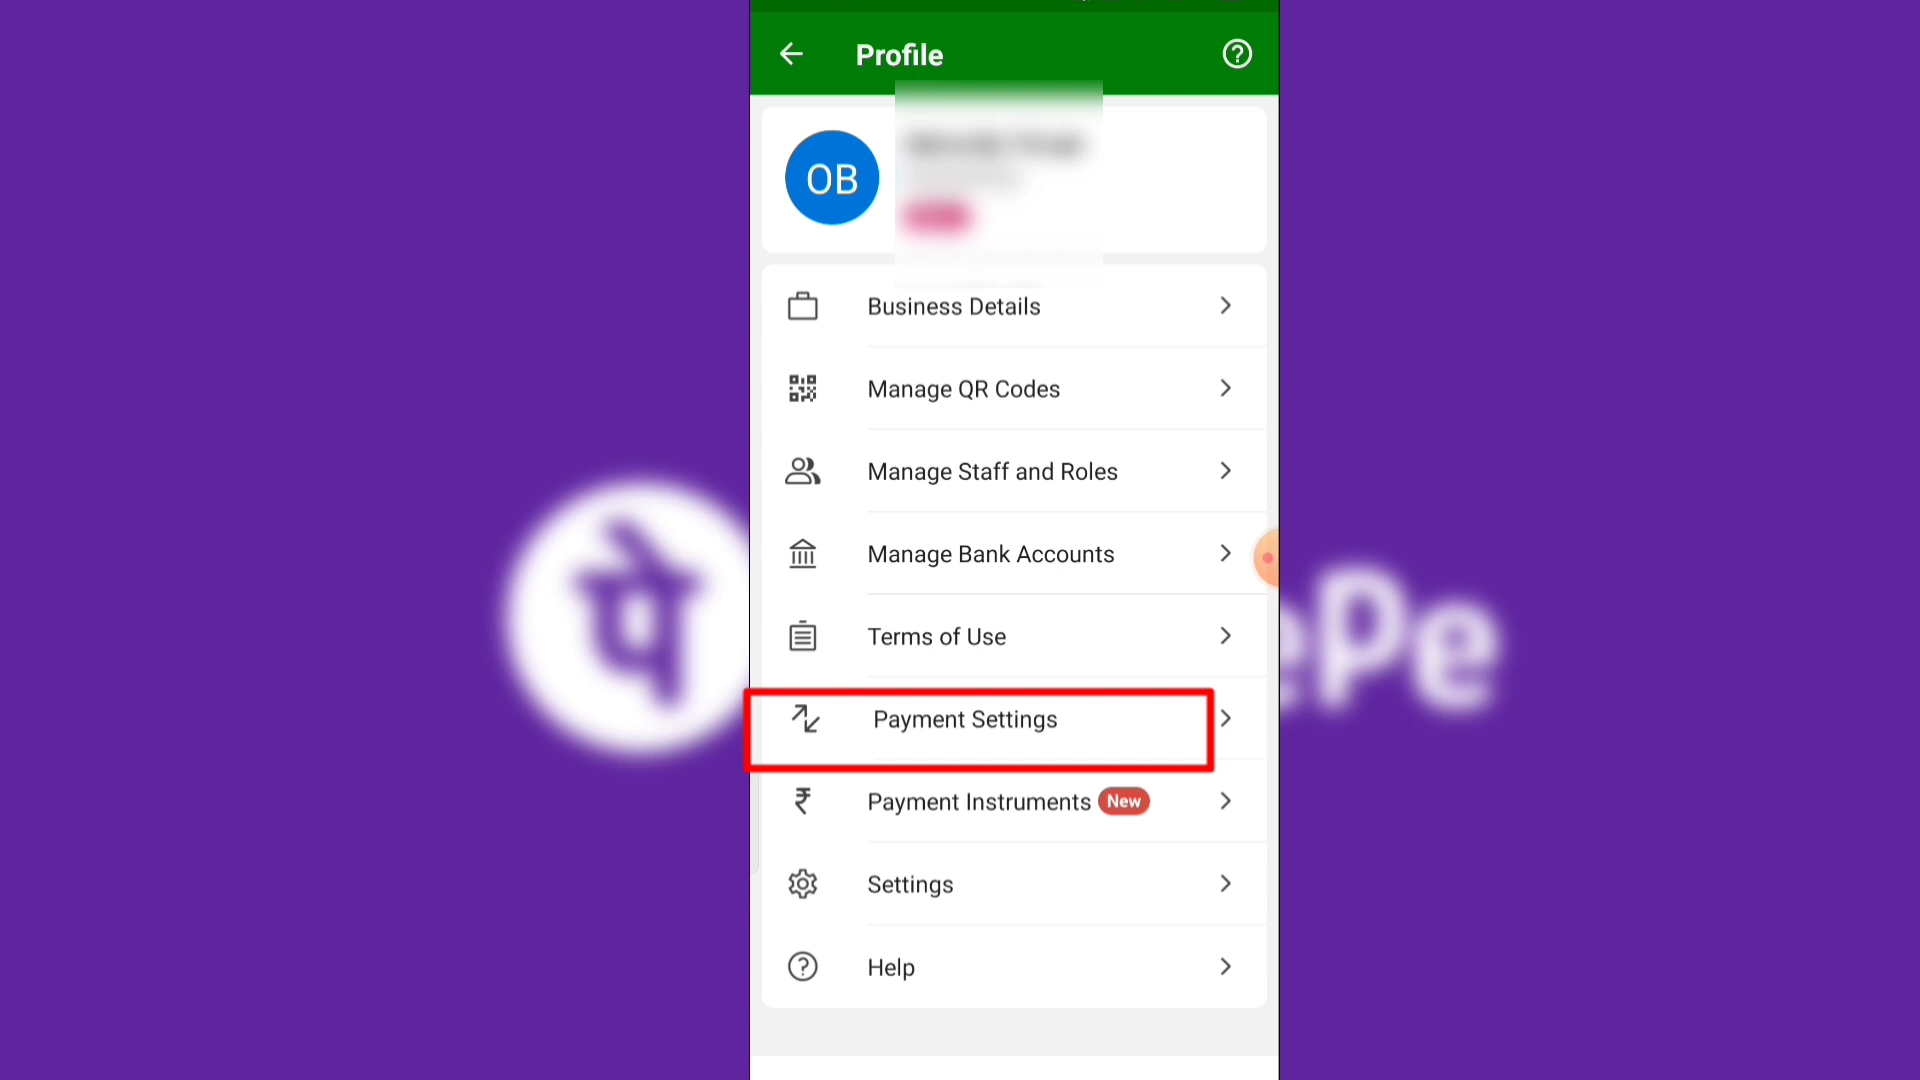 Profile
OB
Business Details
Manage QR Codes
Manage Staff and Roles
Manage Bank Accounts
Terms of Use
Payment Settings
Payment Instruments New
Settings
Help
पे
ePe